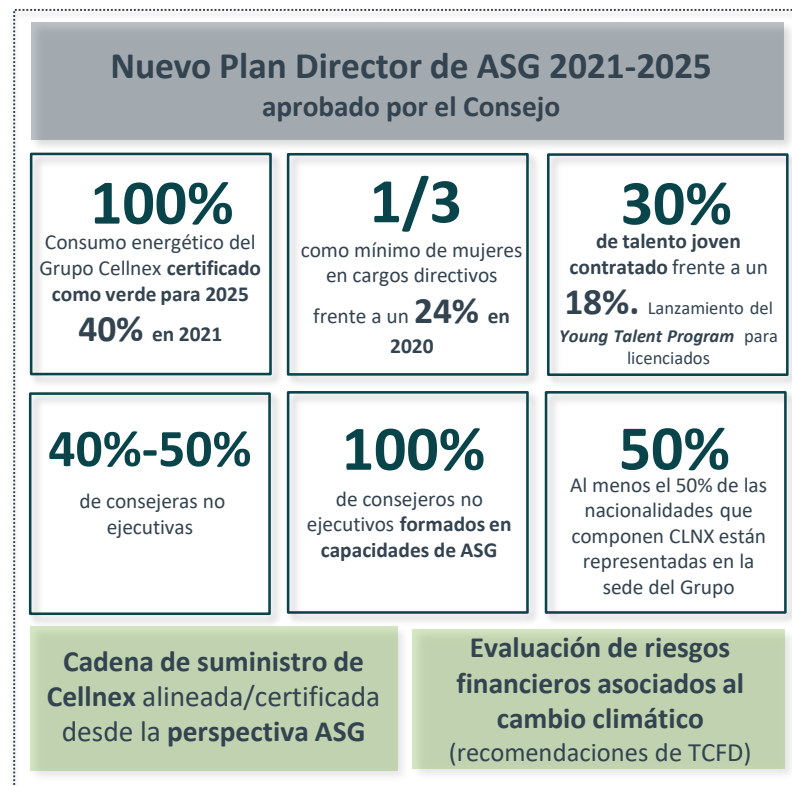 Nuevo Plan Director de ASG 2021-2025
aprobado por el Consejo
100%
Consumo energético del
Grupo Cellnex certificado
como verde para 2025
40% en 2021
1/3
como mínimo de mujeres
en cargos directivos
frente a un 24% en
2020
30%
de talento joven
contratado frente a un
18%. Lanzamiento del
Young Talent Program para
licenciados
40%-50%
de consejeras no
ejecutivas
100%
de consejeros no
ejecutivos formados en
capacidades de ASG
50%
Al menos el 50% de las
nacionalidades que
componen CLNX están
representadas en la
sede del Grupo
Cadena de suministro de
Cellnex alineada/certificada
desde la perspectiva ASG
Evaluación de riesgos
financieros asociados al
cambio climático
(recomendaciones de TCFD)